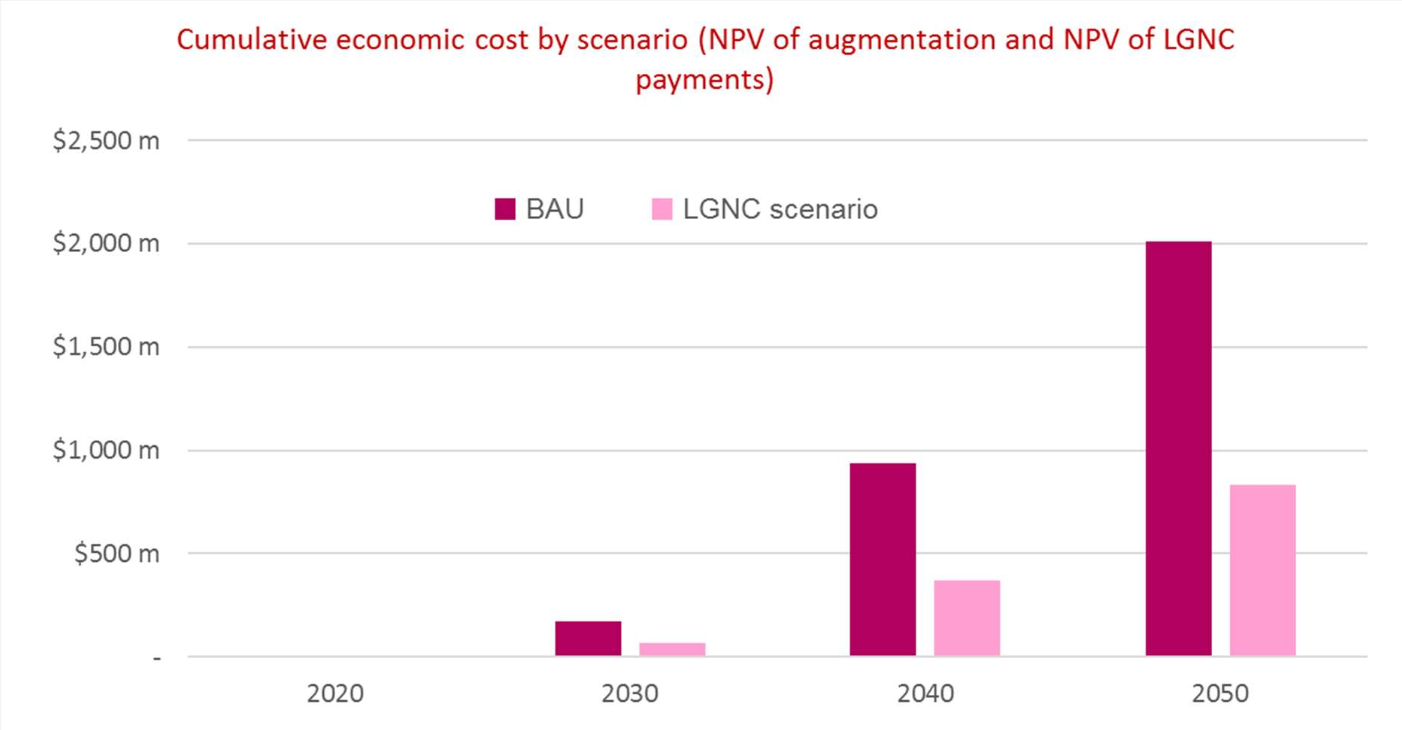 Cumulative economic cost by scenario (NPV of augmentation and NPV of LGNC
payments)
$2,500 m
BAU LGNC scenario
$2,000 m
$1,500 m
$1,000 m
$500 m
-
2020 2030 2040 2050